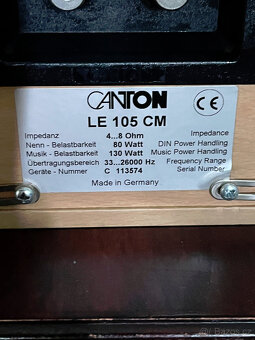 CANTON
CE
LE 105 CM
Impedanz 4...8 Ohm Impedance
Nenn - Belastbarkeit 80 Watt DIN Power Handling
Musik - Belastbarkeit 130 Watt Music Power Handling
Übertragungsbereich 33...26000 Hz Frequency Range
Geräte - Nummer C 113574 Serial Number
Made in Germany